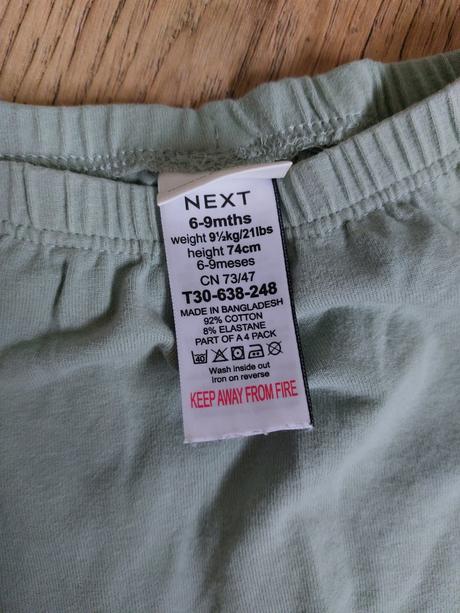 NEXT
6-9mths
weight 9½kg/21lbs
height 74cm
6-9meses
CN 73/47
T30-638-248
MADE IN BANGLADESH
92% COTTON
8% ELASTANE
PART OF A 4 PACK
40
Wash inside out
iron on reverse
KEEP AWAY FROM FIRE